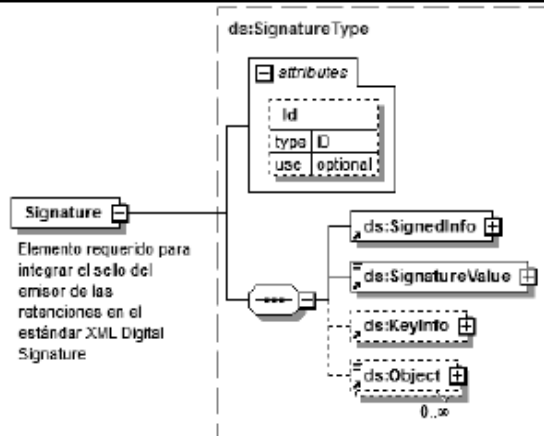 ds:SignatureType
attributes
Id
type ID
use optional
Signature
Elemento requerido para
integrar el sello del
emisor de las
retenciones en el
estándar XML Digital
Signature
ds:SignedInfo
ds:SignatureValue
ds:KeyInfo
ds:Object
0..∞